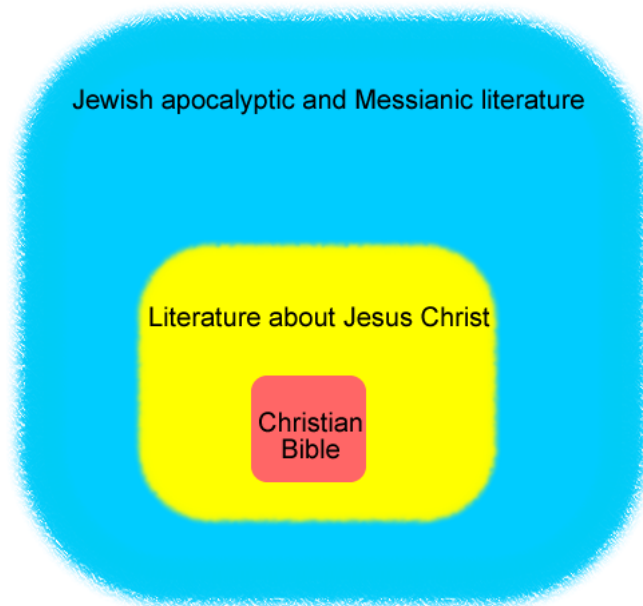 Jewish apocalyptic and Messianic literature
Literature about Jesus Christ
Christian
Bible